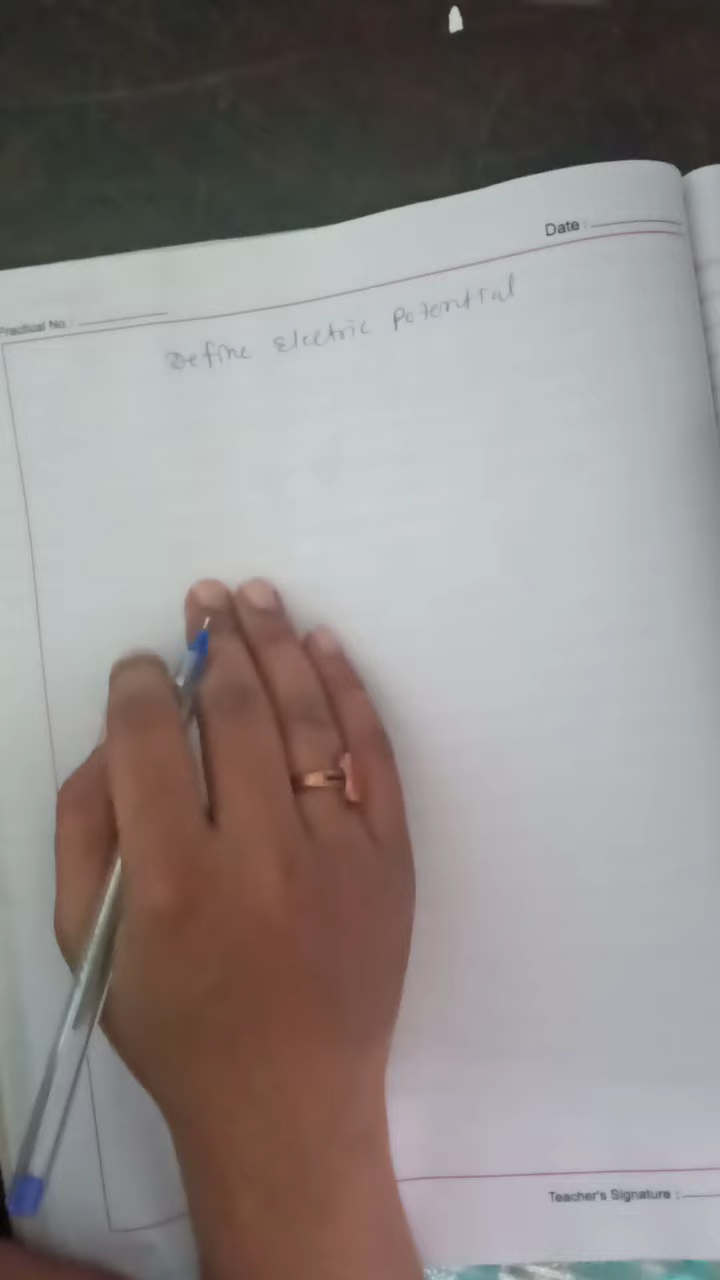 Date :
Practical No. :
Define Electric Potential
Teacher's Signature :